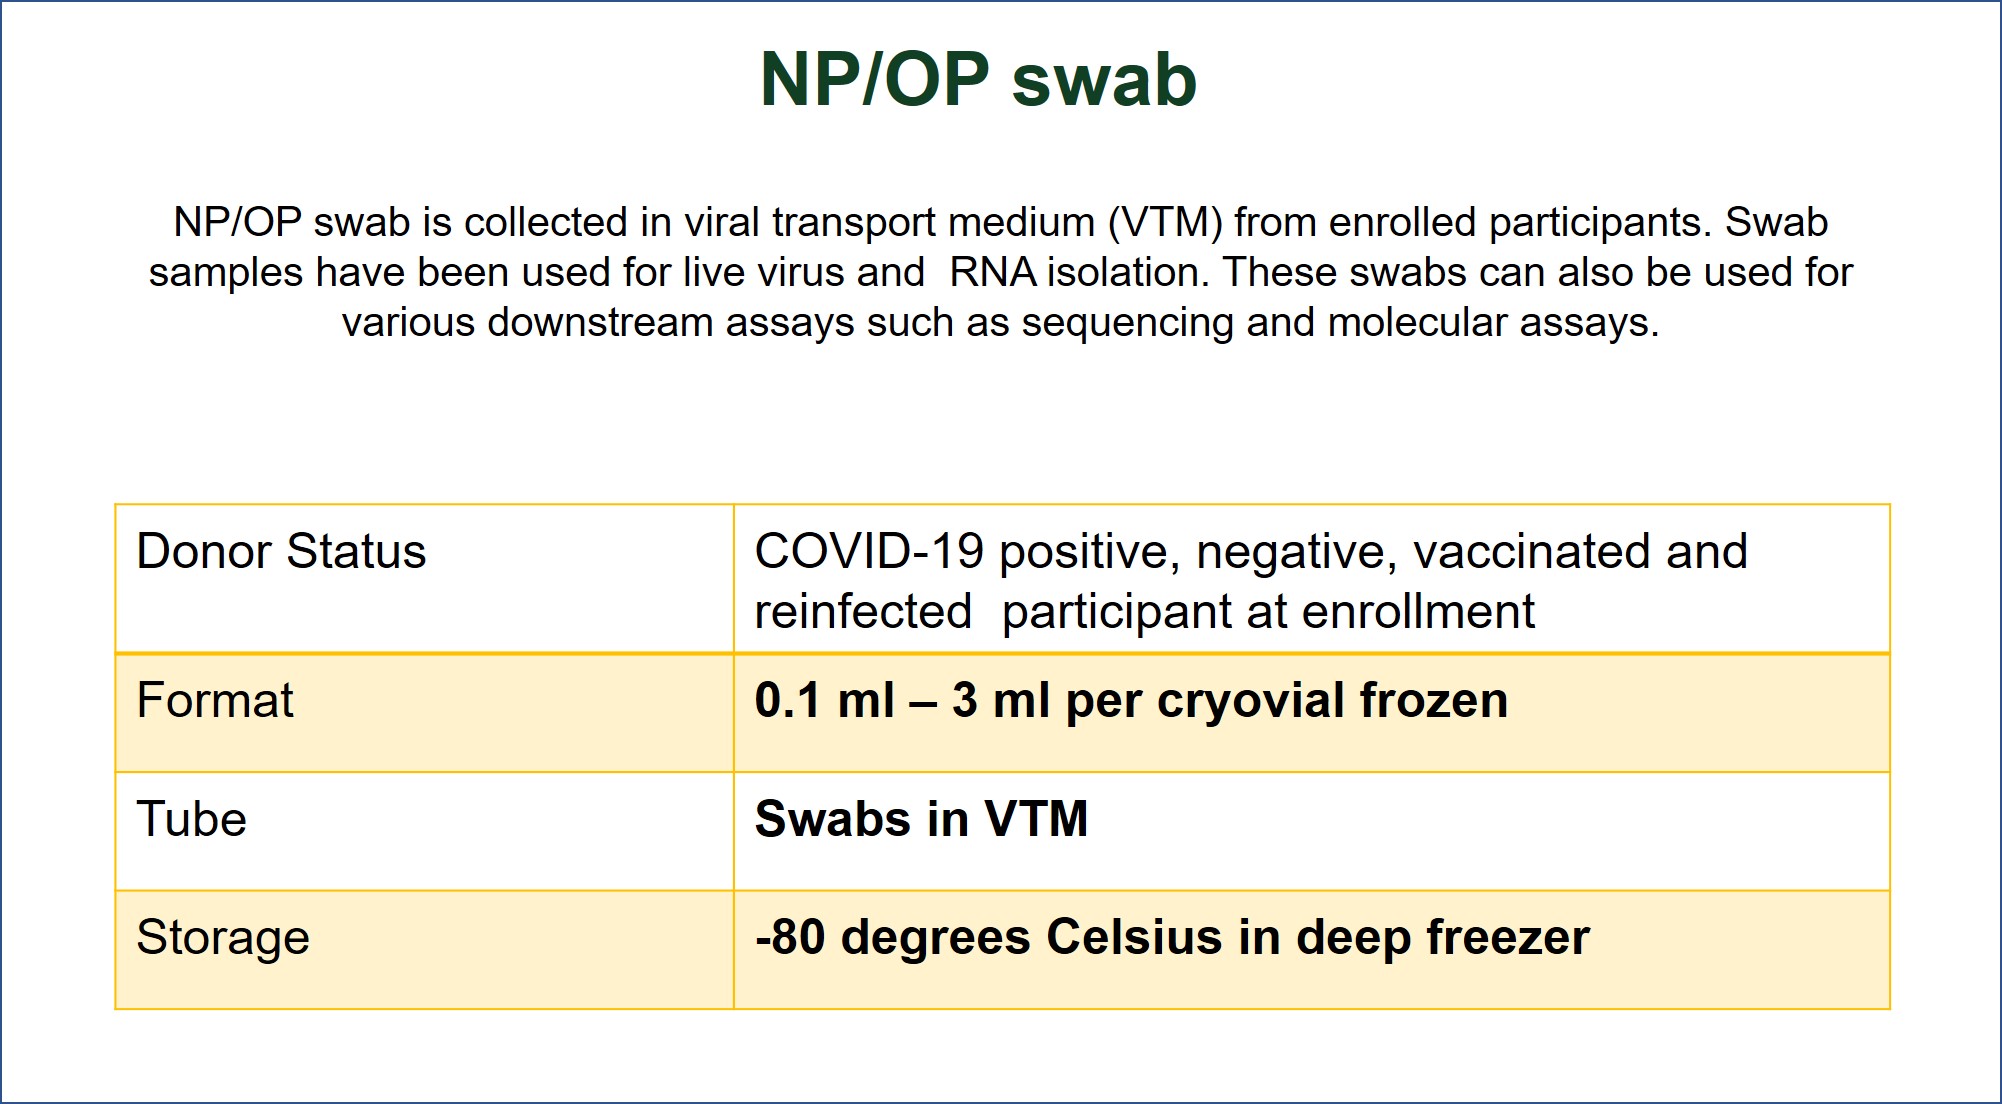 NP/OP swab
NP/OP swab is collected in viral transport medium (VTM) from enrolled participants. Swab
samples have been used for live virus and  RNA isolation. These swabs can also be used for
various downstream assays such as sequencing and molecular assays.
Donor Status
COVID-19 positive, negative, vaccinated and
reinfected  participant at enrollment
Format
0.1 ml – 3 ml per cryovial frozen
Tube
Swabs in VTM
Storage
-80 degrees Celsius in deep freezer